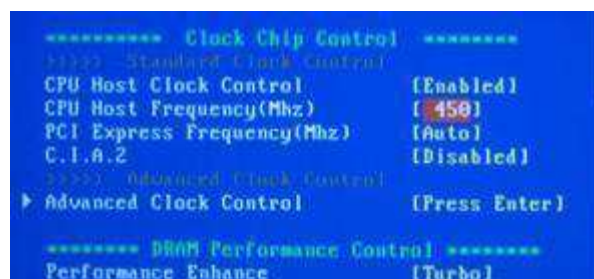 ********** Clock Chip Control ********
>>>>> Standard Clock Control
CPU Host Clock Control [Enabled]
CPU Host Frequency(Mhz) [ 450]
PCI Express Frequency(Mhz) [Auto]
C.I.A.2 [Disabled]
>>>>> Advanced Clock Control
▶ Advanced Clock Control [Press Enter]
******** DRAM Performance Control ********
Performance Enhance [Turbo]